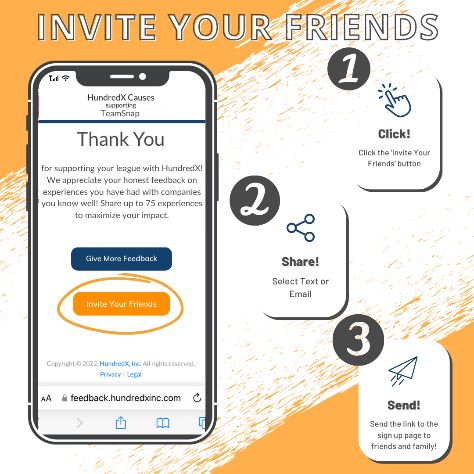 INVITE YOUR FRIENDS
HundredX Causes
supporting
TeamSnap
Thank You
for supporting your league with HundredX!
We appreciate your honest feedback on
experiences you have had with companies
you know well! Share up to 75 experiences
to maximize your impact.
Give More Feedback
Invite Your Friends
Copyright © 2022, HundredX, Inc. All rights reserved.
Privacy | Legal
AA feedback.hundredxinc.com
1
Click!
Click the 'Invite Your
Friends' button
2
Share!
Select Text or
Email
3
Send!
Send the link to the
sign up page to
friends and family!